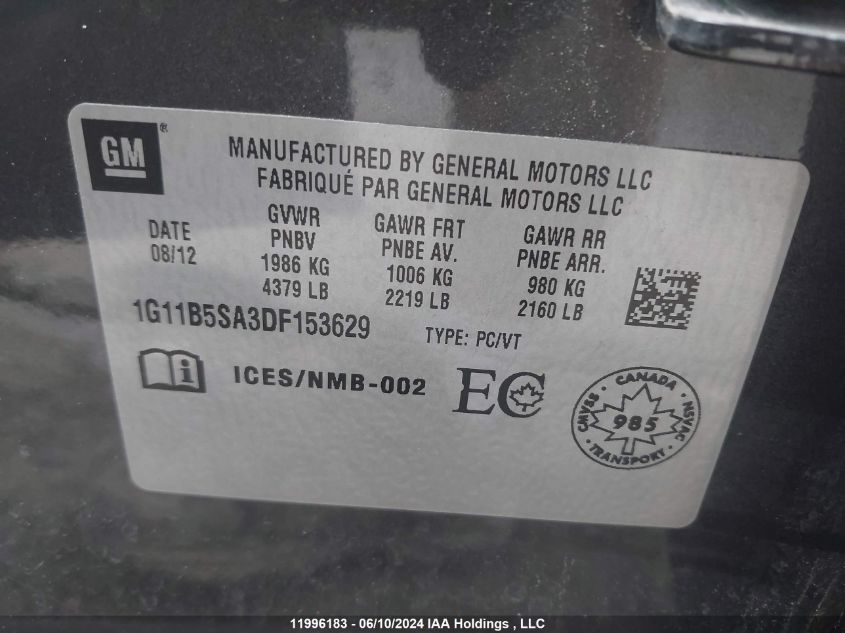 GM ®
MANUFACTURED BY GENERAL MOTORS LLC
FABRIQUÉ PAR GENERAL MOTORS LLC
DATE
08/12
GVWR
PNBV
1986 KG
4379 LB
GAWR FRT
PNBE AV.
1006 KG
2219 LB
GAWR RR
PNBE ARR.
980 KG
2160 LB
1G11B5SA3DF153629
TYPE: PC/VT
i
ICES/NMB-002
EC
CANADA
CMVSS · NSVAC
985
TRANSPORT
11996183 - 06/10/2024 IAA Holdings , LLC